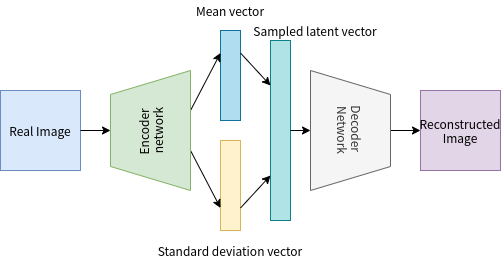 Mean vector
Sampled latent vector
Real Image
Encoder
network
Decoder
Network
Reconstructed
Image
Standard deviation vector